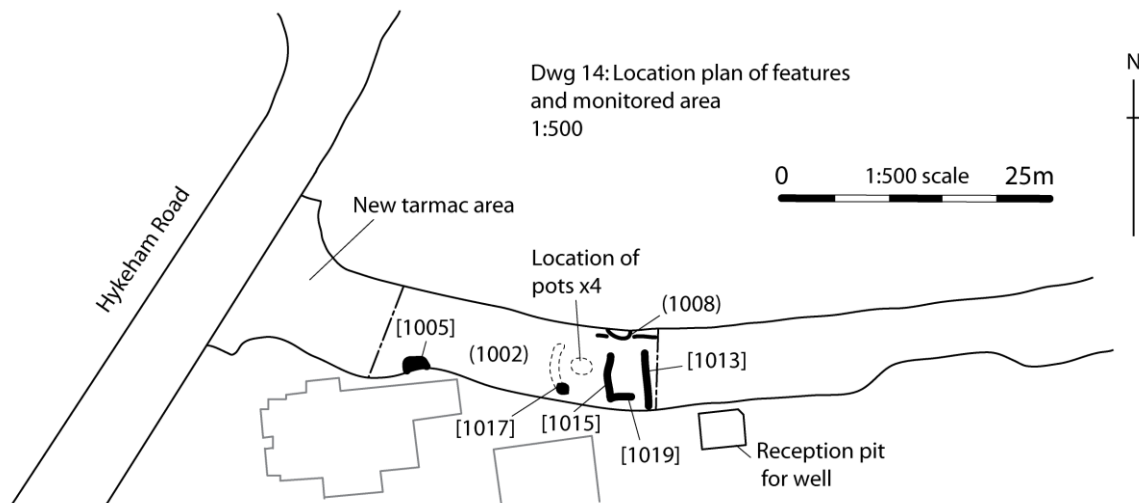 Dwg 14: Location plan of features
and monitored area
1:500
N
0 1:500 scale 25m
Hykeham Road
New tarmac area
Location of
pots x4
(1008)
[1005]
(1002)
[1013]
[1017]
[1015]
[1019]
Reception pit
for well